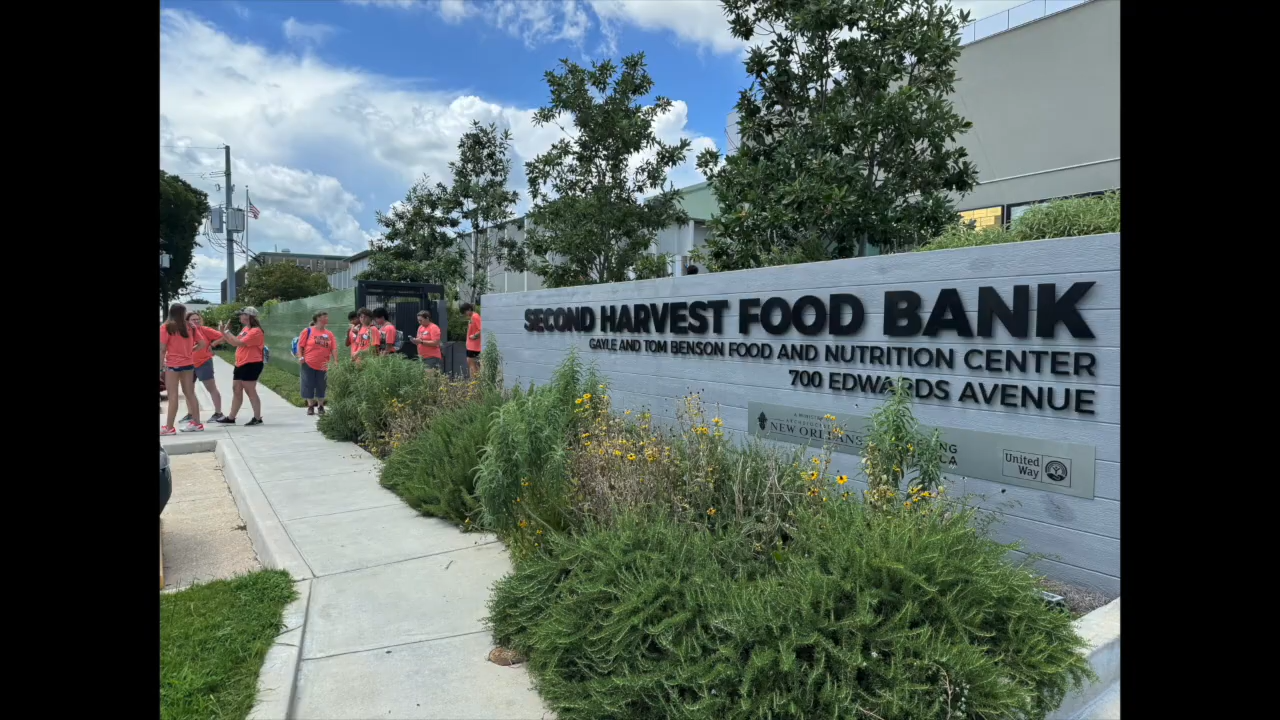 SECOND HARVEST FOOD BANK
GAYLE AND TOM BENSON FOOD AND NUTRITION CENTER
700 EDWARDS AVENUE
NEW ORLEANS
United
Way